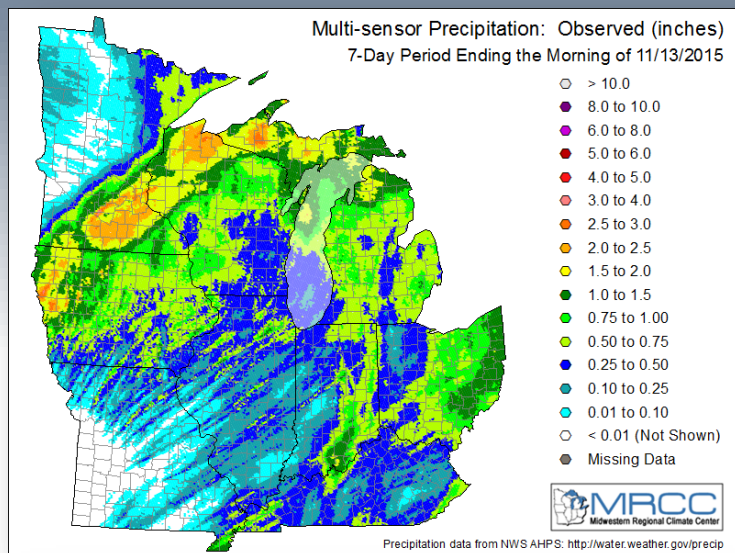 Multi-sensor Precipitation: Observed (inches)
7-Day Period Ending the Morning of 11/13/2015
> 10.0
8.0 to 10.0
6.0 to 8.0
5.0 to 6.0
4.0 to 5.0
3.0 to 4.0
2.5 to 3.0
2.0 to 2.5
1.5 to 2.0
1.0 to 1.5
0.75 to 1.00
0.50 to 0.75
0.25 to 0.50
0.10 to 0.25
0.01 to 0.10
< 0.01 (Not Shown)
Missing Data
MRCC
Midwestern Regional Climate Center
Precipitation data from NWS AHPS: http://water.weather.gov/precip